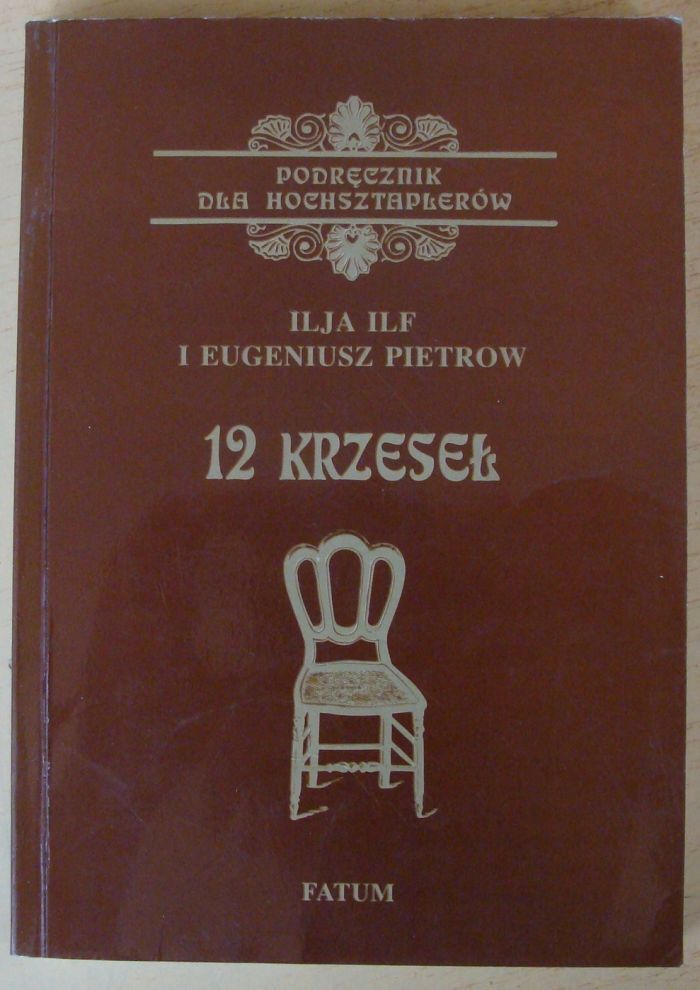 PODRĘCZNIK
DLA HOCHSZTAPLERÓW
ILJA ILF
I EUGENIUSZ PIETROW
12 KRZESEŁ
FATUM